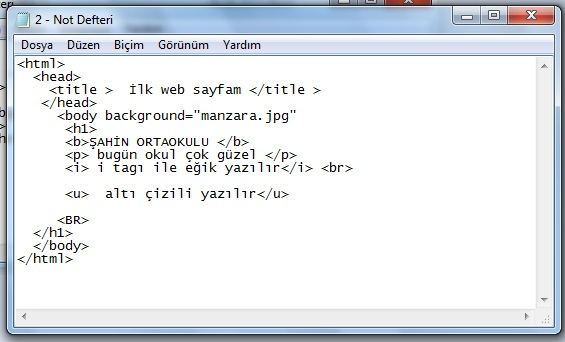 2 - Not Defteri
Dosya Düzen Biçim Görünüm Yardım
<html>
<head>
<title > İlk web sayfam </title >
</head>
<body background="manzara.jpg"
<h1>
<b>ŞAHİN ORTAOKULU </b>
<p> bugün okul çok güzel </p>
<i> i tagı ile eğik yazılır</i> <br>
<u> altı çizili yazılır</u>
<BR>
</h1>
</body>
</html>